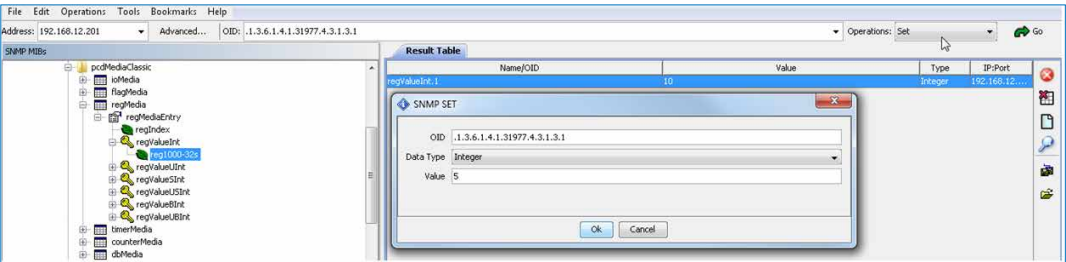 File Edit Operations Tools Bookmarks Help
Address: 192.168.12.201 Advanced... OID: .1.3.6.1.4.1.31977.4.3.1.3.1 Operations: Set Go
SNMP MIBs
Result Table
pcdMediaClassic
ioMedia
flagMedia
regMedia
regMediaEntry
regIndex
regValueInt
reg1000-32s
regValueUInt
regValueSInt
regValueUSInt
regValueBInt
regValueUBInt
timerMedia
counterMedia
dbMedia
Name/OID Value Type IP:Port
regValueInt.1 10 Integer 192.168.12....
SNMP SET
OID .1.3.6.1.4.1.31977.4.3.1.3.1
Data Type Integer
Value 5
Ok Cancel